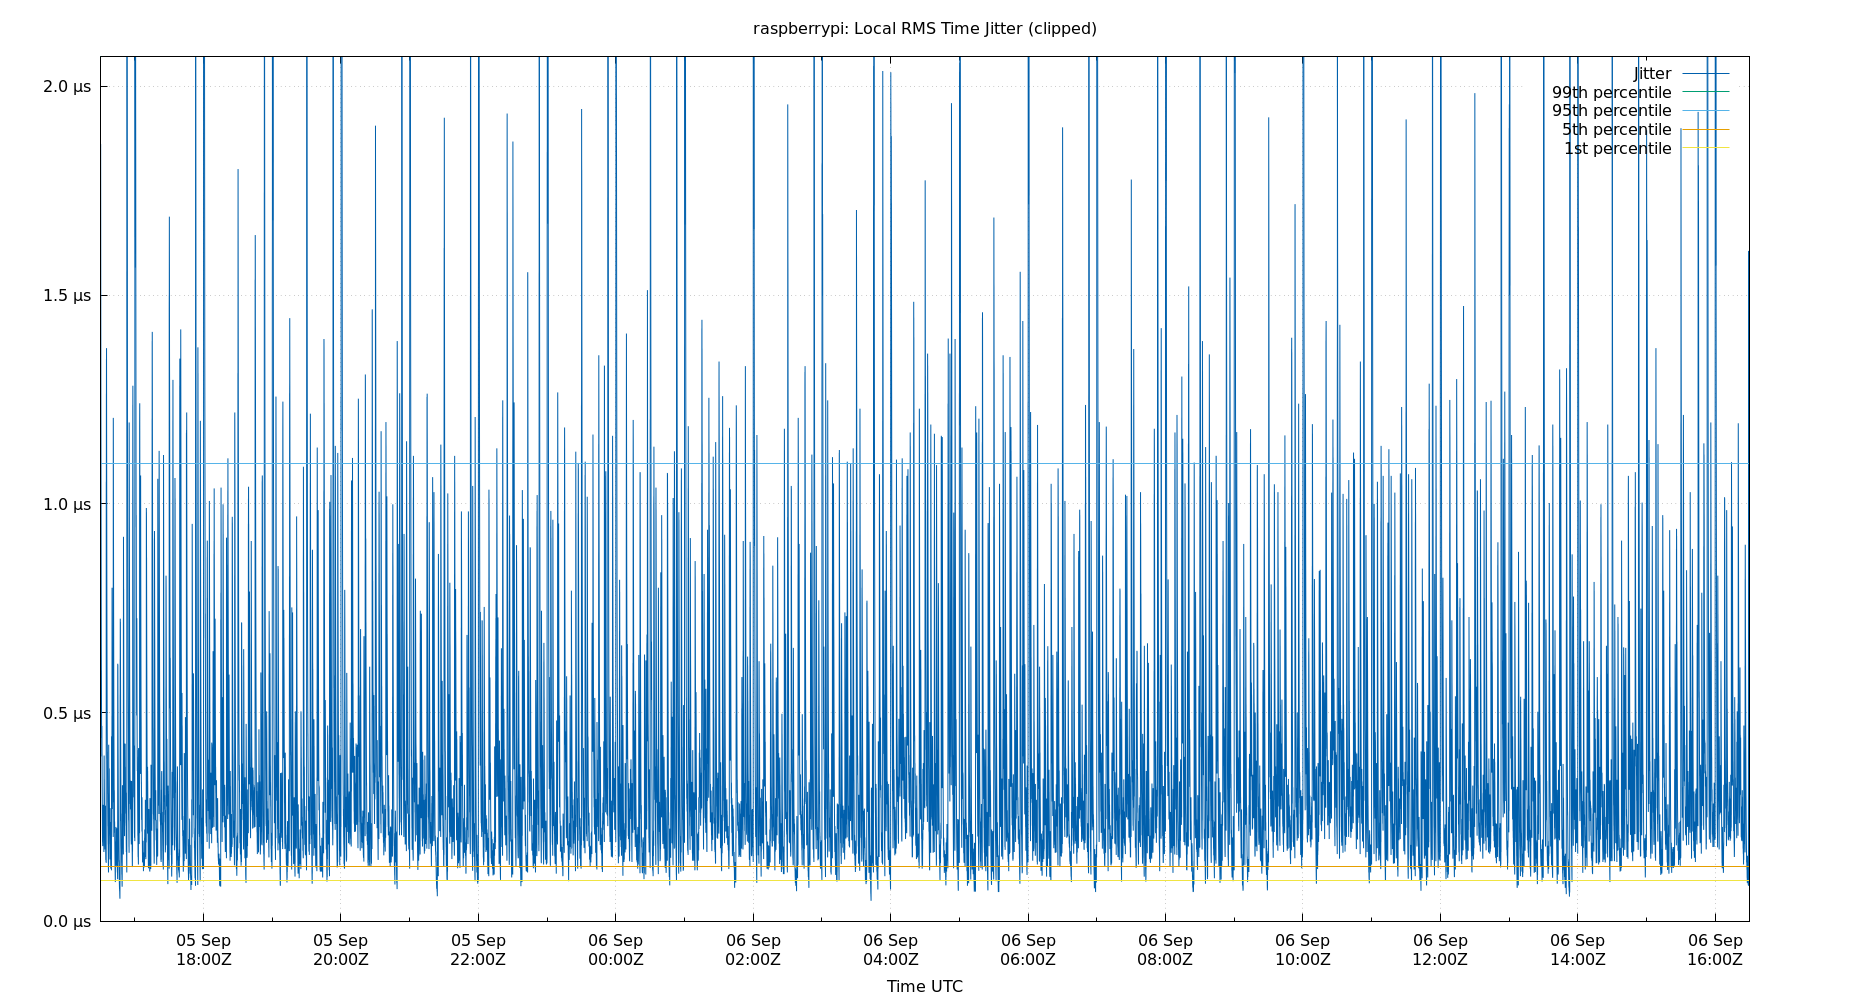 raspberrypi: Local RMS Time Jitter (clipped)
Jitter
99th percentile
95th percentile
5th percentile
1st percentile
2.0 µs
1.5 µs
1.0 µs
0.5 µs
0.0 µs
05 Sep 05 Sep 05 Sep 06 Sep 06 Sep 06 Sep 06 Sep 06 Sep 06 Sep 06 Sep 06 Sep 06 Sep
18:00Z 20:00Z 22:00Z 00:00Z 02:00Z 04:00Z 06:00Z 08:00Z 10:00Z 12:00Z 14:00Z 16:00Z
Time UTC